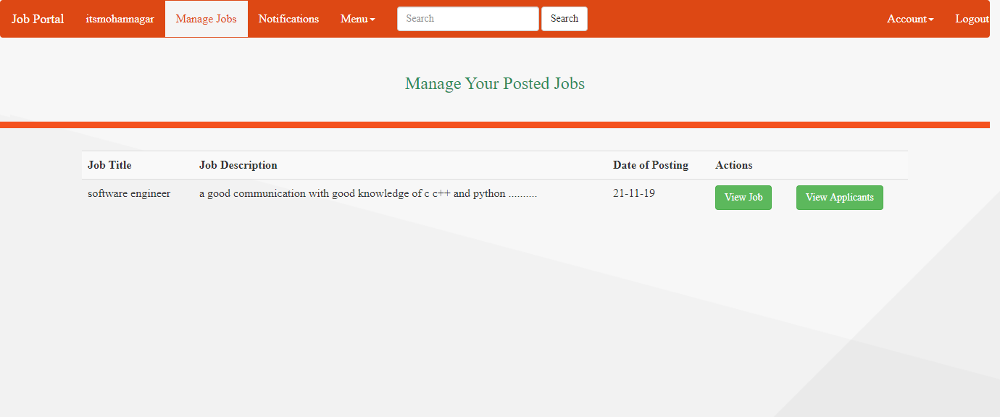 Job Portal itsmohannagar Manage Jobs Notifications Menu Search Search Account Logout
Manage Your Posted Jobs
Job Title Job Description Date of Posting Actions
software engineer a good communication with good knowledge of c c++ and python .......... 21-11-19 View Job View Applicants